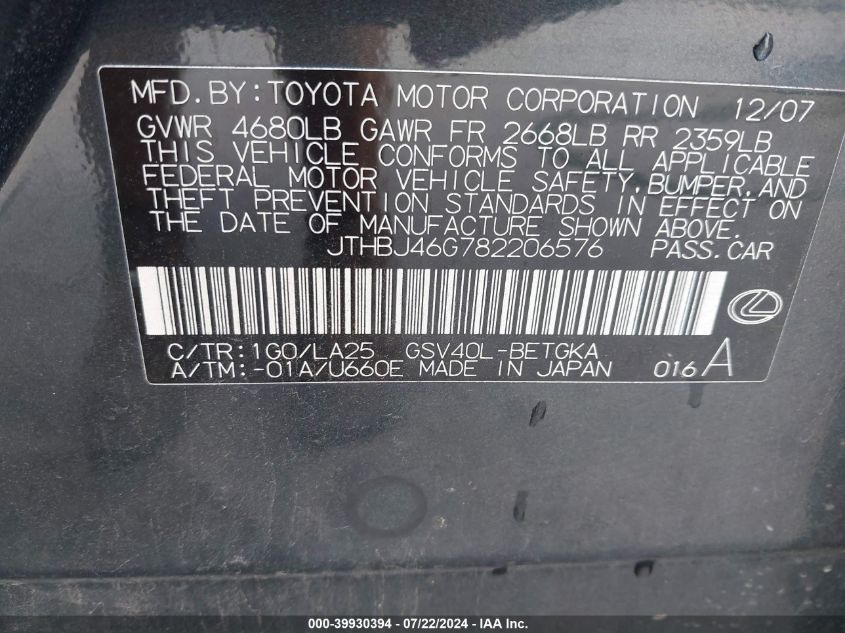 MFD.BY:TOYOTA MOTOR CORPORATION 12/07
GVWR 4680LB GAWR FR 2668LB RR 2359LB
THIS VEHICLE CONFORMS TO ALL APPLICABLE
FEDERAL MOTOR VEHICLE SAFETY,BUMPER,AND
THEFT PREVENTION STANDARDS IN EFFECT ON
THE DATE OF MANUFACTURE SHOWN ABOVE.
JTHBJ46G782206576 PASS.CAR
C/TR:1G0/LA25 GSV40L-BETGKA
A/TM:-01A/U660E MADE IN JAPAN 016A
000-39930394 - 07/22/2024 - IAA Inc.